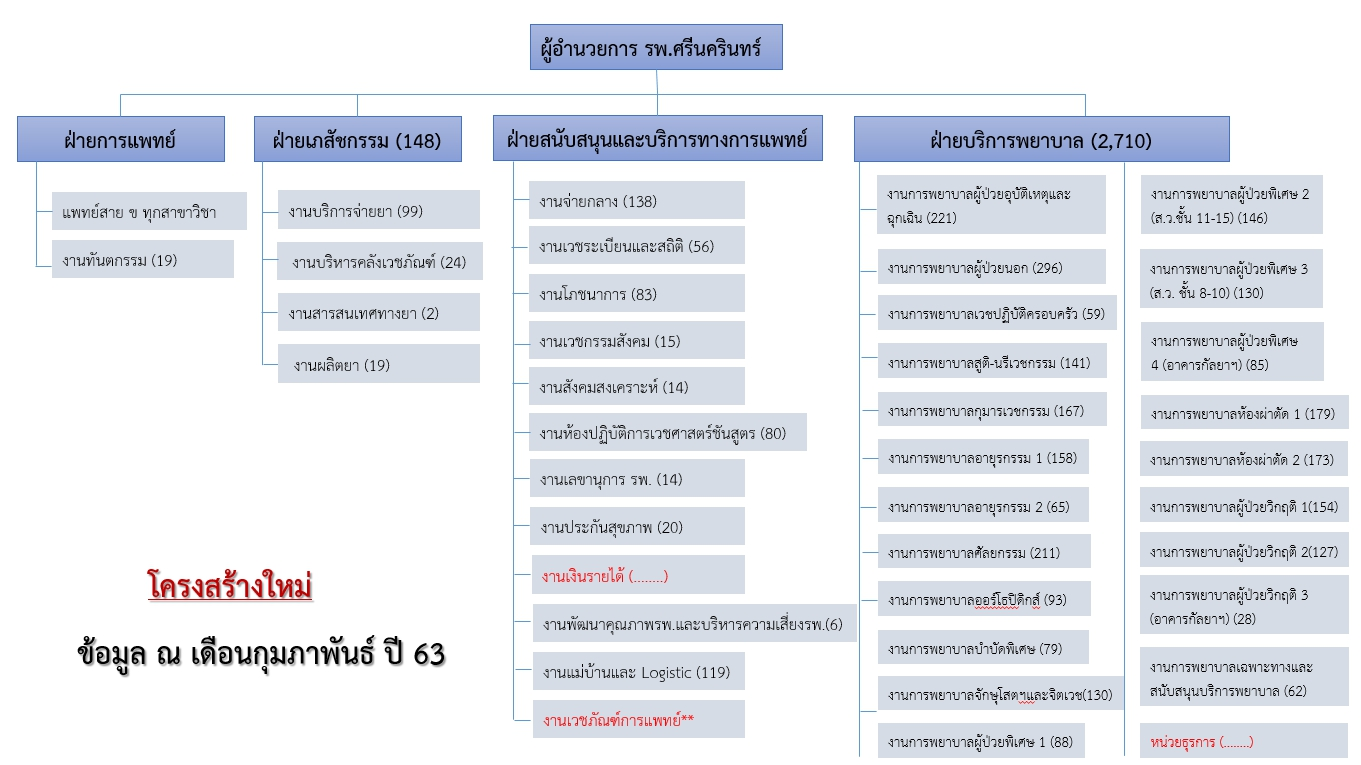 ผู้อำนวยการ รพ.ศรีนครินทร์
ฝ่ายการแพทย์
แพทย์สาย ข ทุกสาขาวิชา
งานทันตกรรม (19)
ฝ่ายเภสัชกรรม (148)
งานบริการจ่ายยา (99)
งานบริหารคลังเวชภัณฑ์ (24)
งานสารสนเทศทางยา (2)
งานผลิตยา (19)
ฝ่ายสนับสนุนและบริการทางการแพทย์
งานจ่ายกลาง (138)
งานเวชระเบียนและสถิติ (56)
งานโภชนาการ (83)
งานเวชกรรมสังคม (15)
งานสังคมสงเคราะห์ (14)
งานห้องปฏิบัติการเวชศาสตร์ชันสูตร (80)
งานเลขานุการ รพ. (14)
งานประกันสุขภาพ (20)
งานเงินรายได้ (........)
งานพัฒนาคุณภาพรพ.และบริหารความเสี่ยงรพ.(6)
งานแม่บ้านและ Logistic (119)
งานเวชภัณฑ์การแพทย์**
ฝ่ายบริการพยาบาล (2,710)
งานการพยาบาลผู้ป่วยอุบัติเหตุและ
ฉุกเฉิน (221)
งานการพยาบาลผู้ป่วยนอก (296)
งานการพยาบาลเวชปฏิบัติครอบครัว (59)
งานการพยาบาลสูติ-นรีเวชกรรม (141)
งานการพยาบาลกุมารเวชกรรม (167)
งานการพยาบาลอายุรกรรม 1 (158)
งานการพยาบาลอายุรกรรม 2 (65)
งานการพยาบาลศัลยกรรม (211)
งานการพยาบาลออร์โธปิดิกส์ (93)
งานการพยาบาลบำบัดพิเศษ (79)
งานการพยาบาลจักษุโสตฯและจิตเวช(130)
งานการพยาบาลผู้ป่วยพิเศษ 1 (88)
งานการพยาบาลผู้ป่วยพิเศษ 2
(ส.ว.ชั้น 11-15) (146)
งานการพยาบาลผู้ป่วยพิเศษ 3
(ส.ว. ชั้น 8-10) (130)
งานการพยาบาลผู้ป่วยพิเศษ
4 (อาคารกัลยาฯ) (85)
งานการพยาบาลห้องผ่าตัด 1 (179)
งานการพยาบาลห้องผ่าตัด 2 (173)
งานการพยาบาลผู้ป่วยวิกฤติ 1(154)
งานการพยาบาลผู้ป่วยวิกฤติ 2(127)
งานการพยาบาลผู้ป่วยวิกฤติ 3
(อาคารกัลยาฯ) (28)
งานการพยาบาลเฉพาะทางและ
สนับสนุนบริการพยาบาล (62)
หน่วยธุรการ (........)
โครงสร้างใหม่
ข้อมูล ณ เดือนกุมภาพันธ์ ปี 63